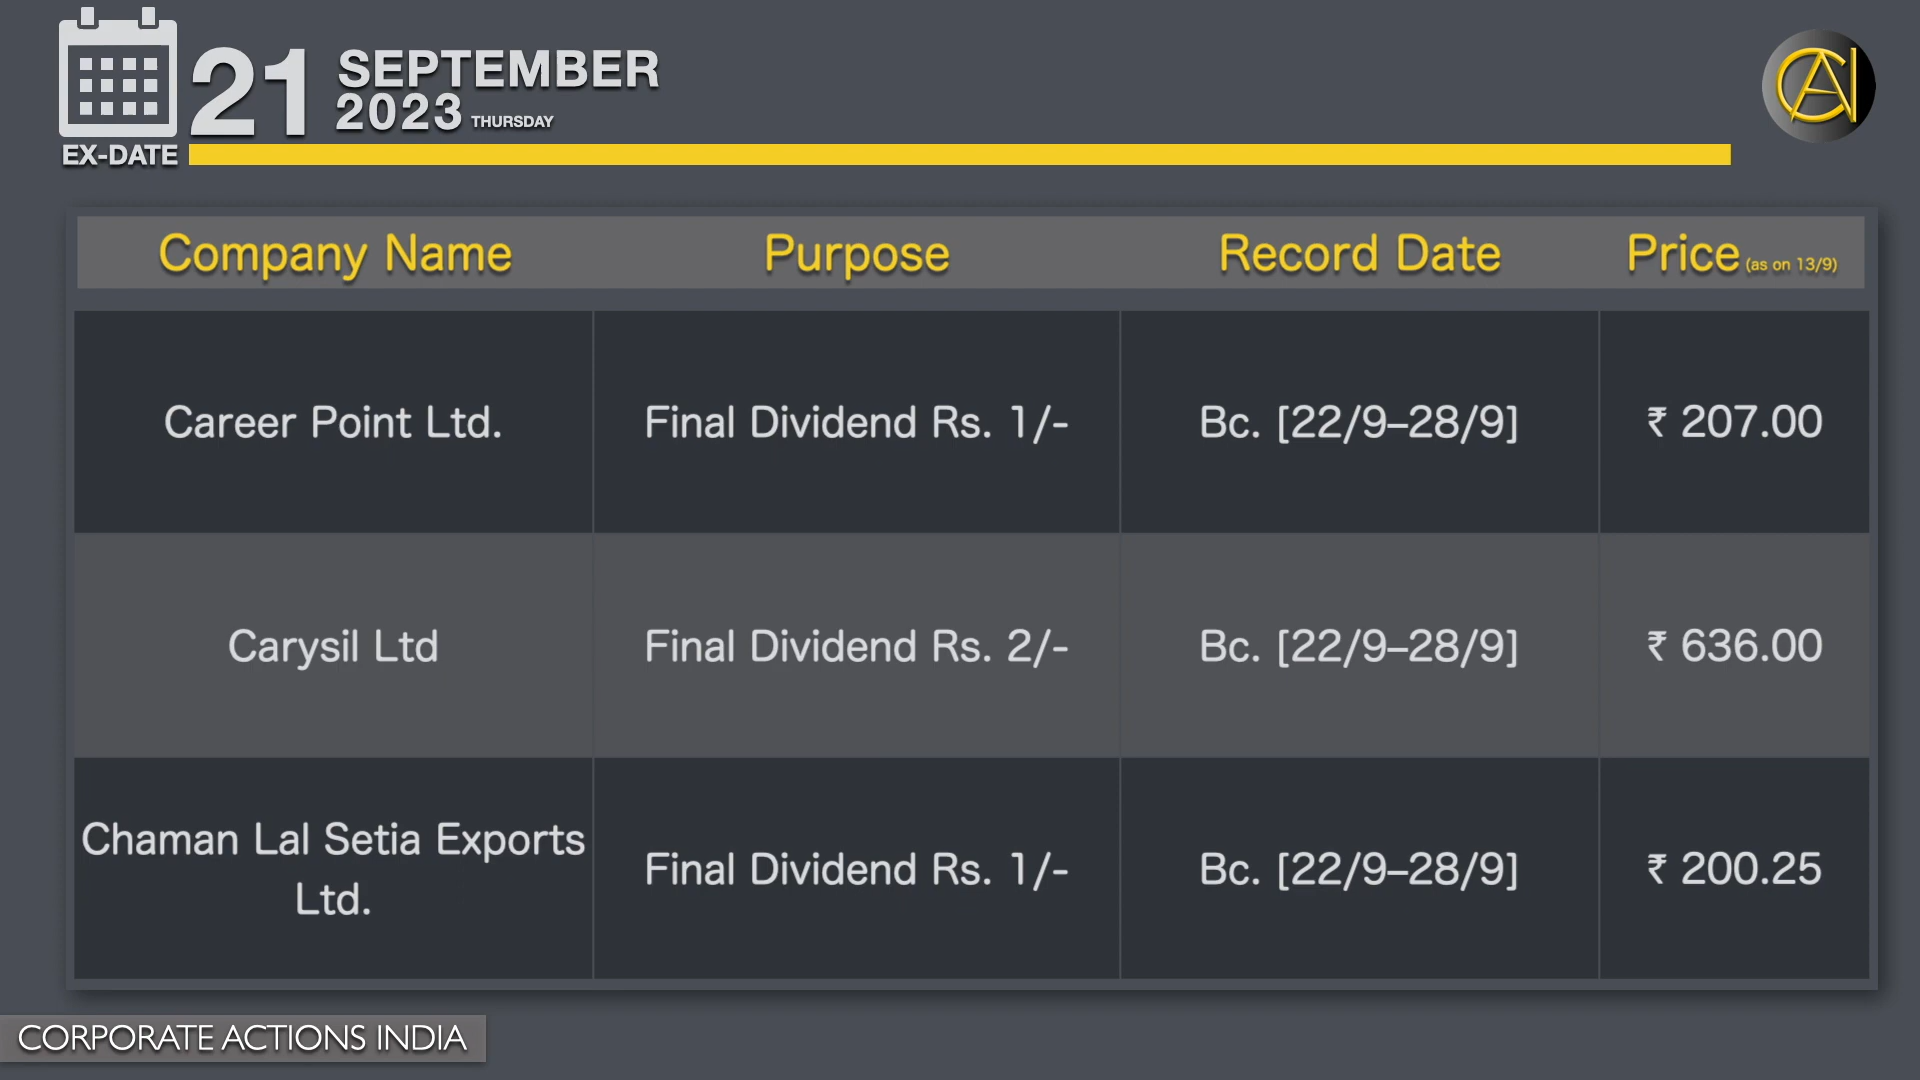 21 SEPTEMBER
2023 THURSDAY
EX-DATE
CAI
Company Name Purpose Record Date Price (as on 13/9)
Career Point Ltd. Final Dividend Rs. 1/- Bc. [22/9–28/9] ₹ 207.00
Carysil Ltd Final Dividend Rs. 2/- Bc. [22/9–28/9] ₹ 636.00
Chaman Lal Setia Exports
Ltd. Final Dividend Rs. 1/- Bc. [22/9–28/9] ₹ 200.25
CORPORATE ACTIONS INDIA